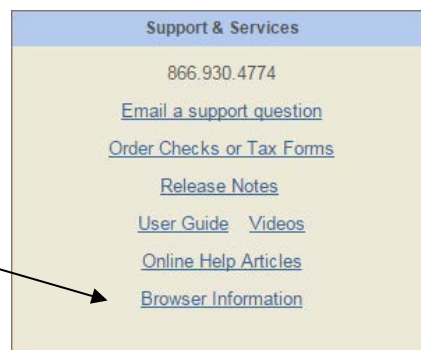 Support & Services
866.930.4774
Email a support question
Order Checks or Tax Forms
Release Notes
User Guide Videos
Online Help Articles
Browser Information